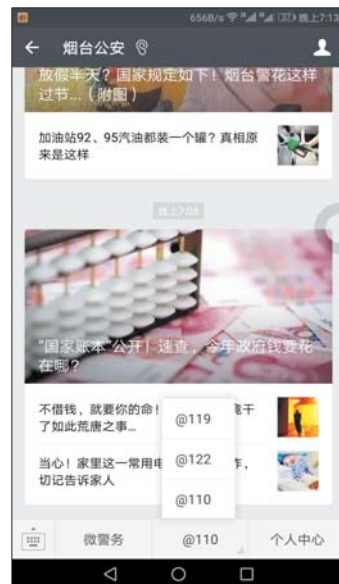 656B/s 晚上7:13
烟台公安
放假半天？国家规定如下！烟台警花这样
过节...（附图）
加油站92、95汽油都装一个罐？真相原
来是这样
晚上7:08
“国家账本”公开！速查，今年政府钱要花
在哪？
不借钱，就要你的命！
竟干
了如此荒唐之事...
当心！家里这一常用电
作，
切记告诉家人
@119
@122
@110
微警务
@110
个人中心